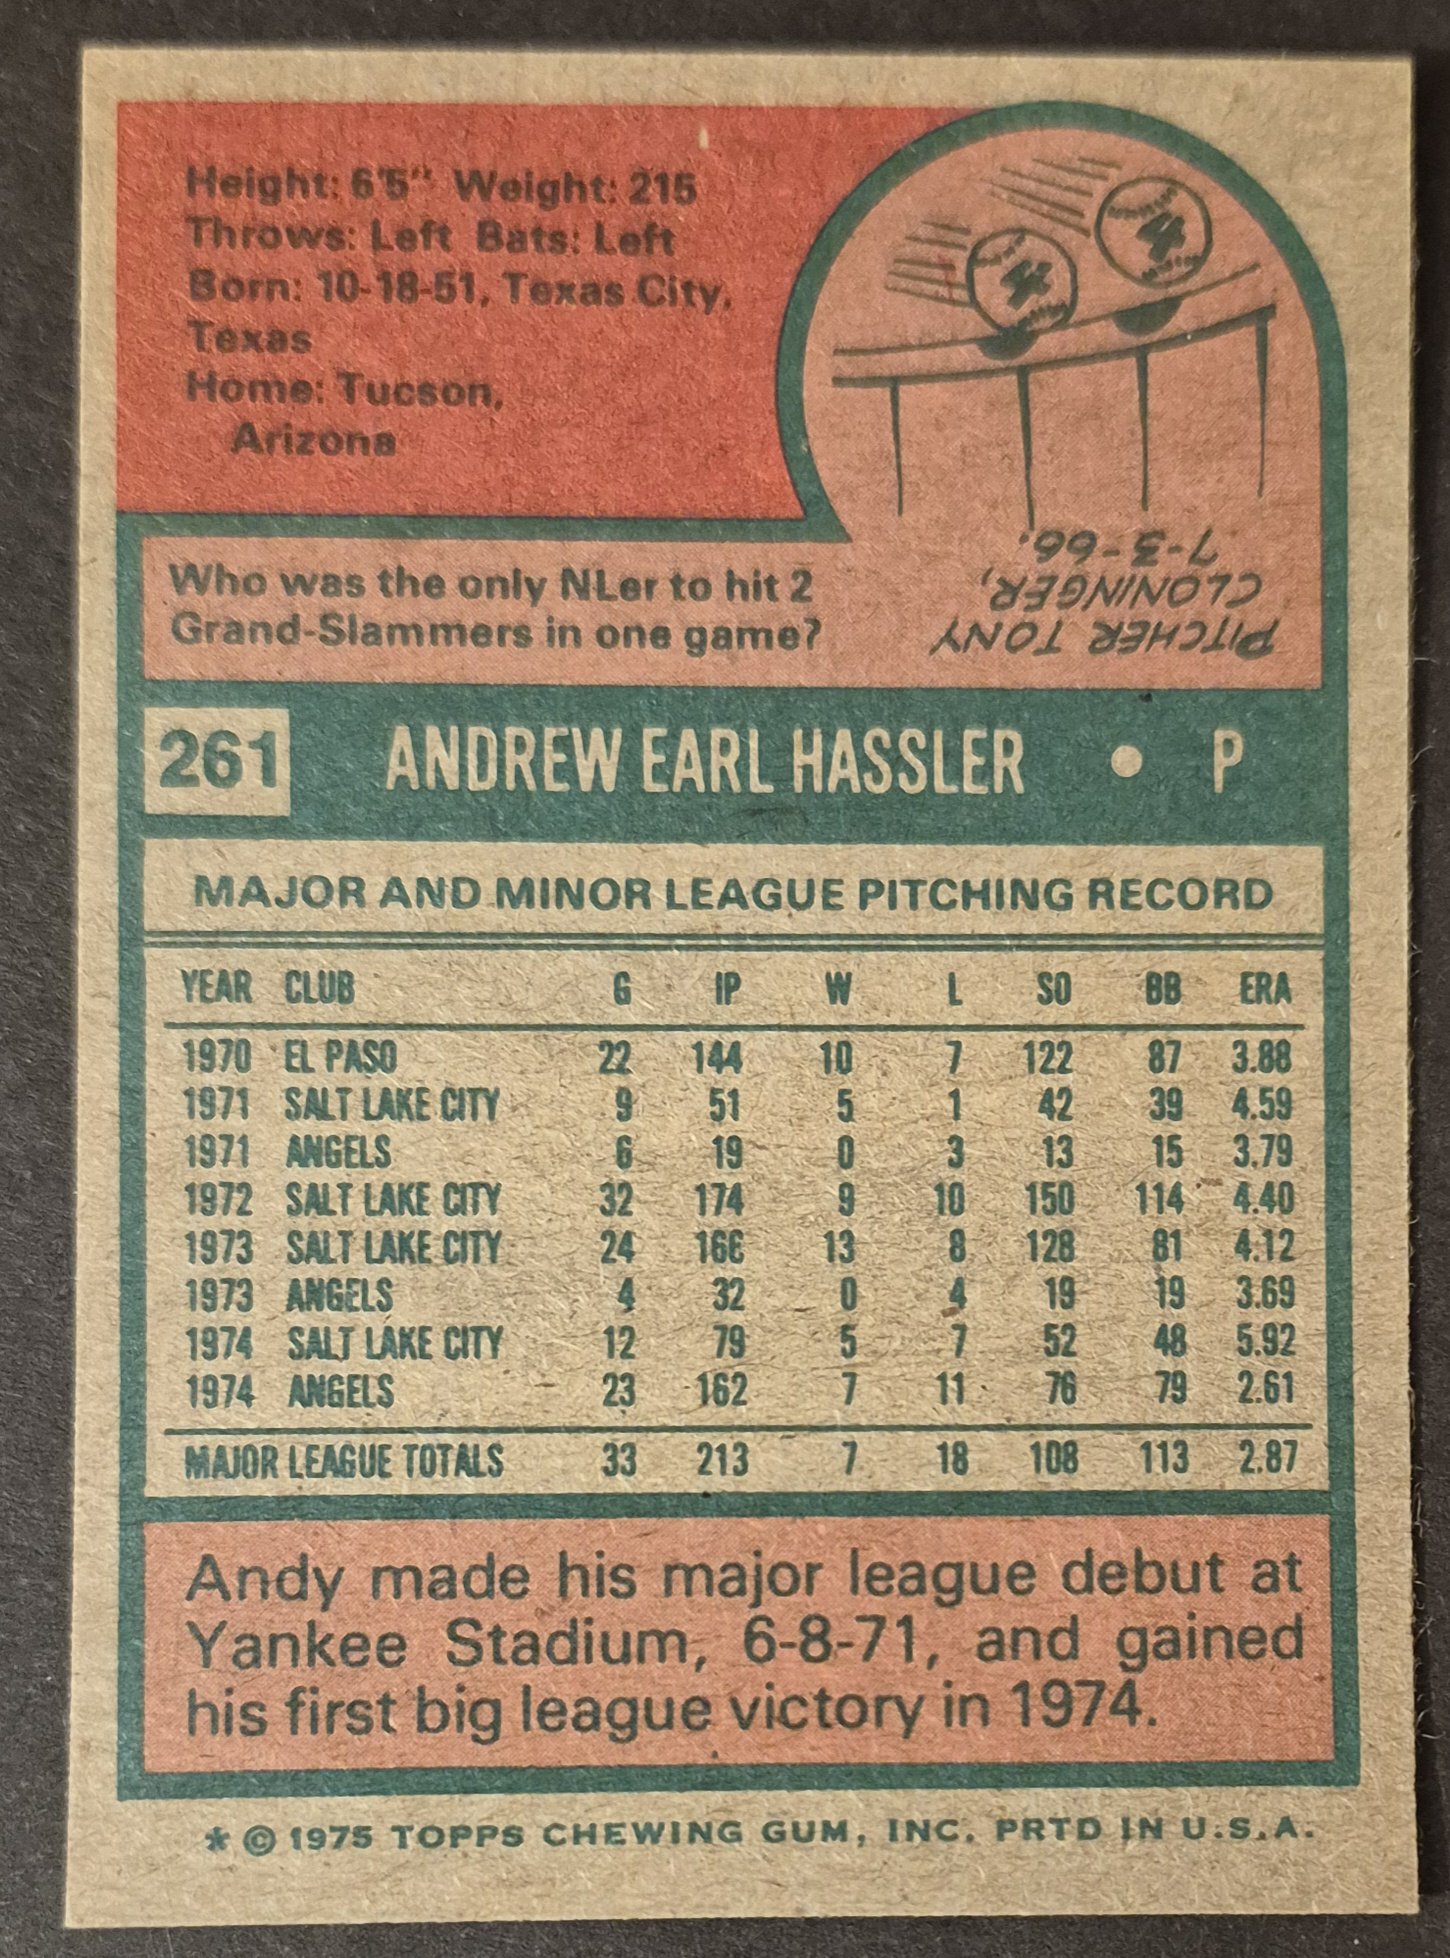 Height: 6'5" Weight: 215
Throws: Left Bats: Left
Born: 10-18-51, Texas City,
Texas
Home: Tucson,
Arizona
Who was the only NLer to hit 2
Grand-Slammers in one game?
PITCHER TONY
CLONINGER,
7-3-66.
261 ANDREW EARL HASSLER • P
MAJOR AND MINOR LEAGUE PITCHING RECORD
YEAR CLUB G IP W L SO BB ERA
1970 EL PASO 22 144 10 7 122 87 3.88
1971 SALT LAKE CITY 9 51 5 1 42 39 4.59
1971 ANGELS 6 19 0 3 13 15 3.79
1972 SALT LAKE CITY 32 174 9 10 150 114 4.40
1973 SALT LAKE CITY 24 166 13 8 128 81 4.12
1973 ANGELS 4 32 0 4 19 19 3.69
1974 SALT LAKE CITY 12 79 5 7 52 48 5.92
1974 ANGELS 23 162 7 11 76 79 2.61
MAJOR LEAGUE TOTALS 33 213 7 18 108 113 2.87
Andy made his major league debut at
Yankee Stadium, 6-8-71, and gained
his first big league victory in 1974.
* © 1975 TOPPS CHEWING GUM, INC. PRTD IN U.S.A.